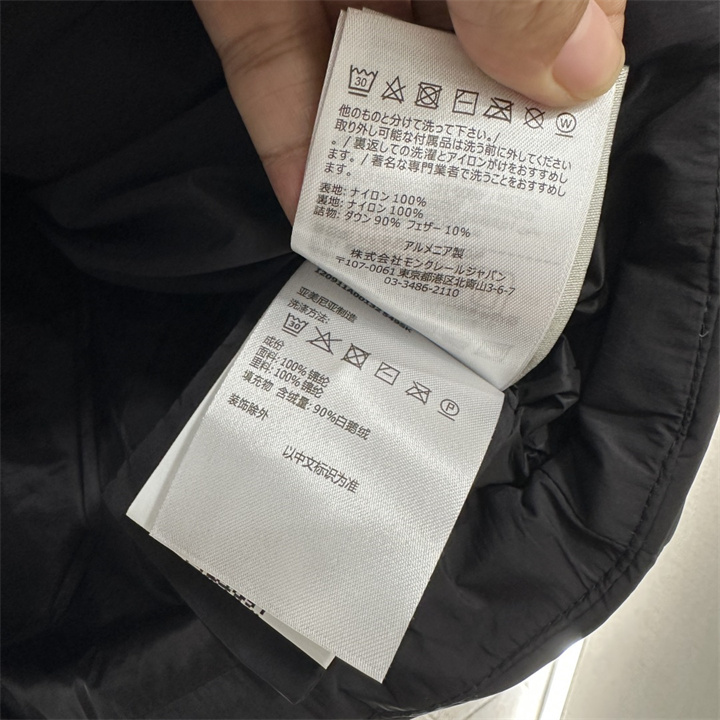 30
他のものと分けて洗って下さい。/
取り外し可能な付属品は洗う前に外してください
。/ 裏返しての洗濯とアイロンがけをおすすめし
ます。/ 著名な専門業者で洗うことをおすすめし
ます。
W
表地: ナイロン 100%
裏地: ナイロン 100%
詰物: ダウン 90% フェザー 10%
アルメニア製
株式会社モンクレールジャパン
〒107-0061 東京都港区北青山3-6-7
03-3486-2110
亚美尼亚制造
洗涤方法:
30
P
成份
面料: 100% 锦纶
里料: 100% 锦纶
填充物 含绒量: 90%白鹅绒
装饰除外
以中文标识为准